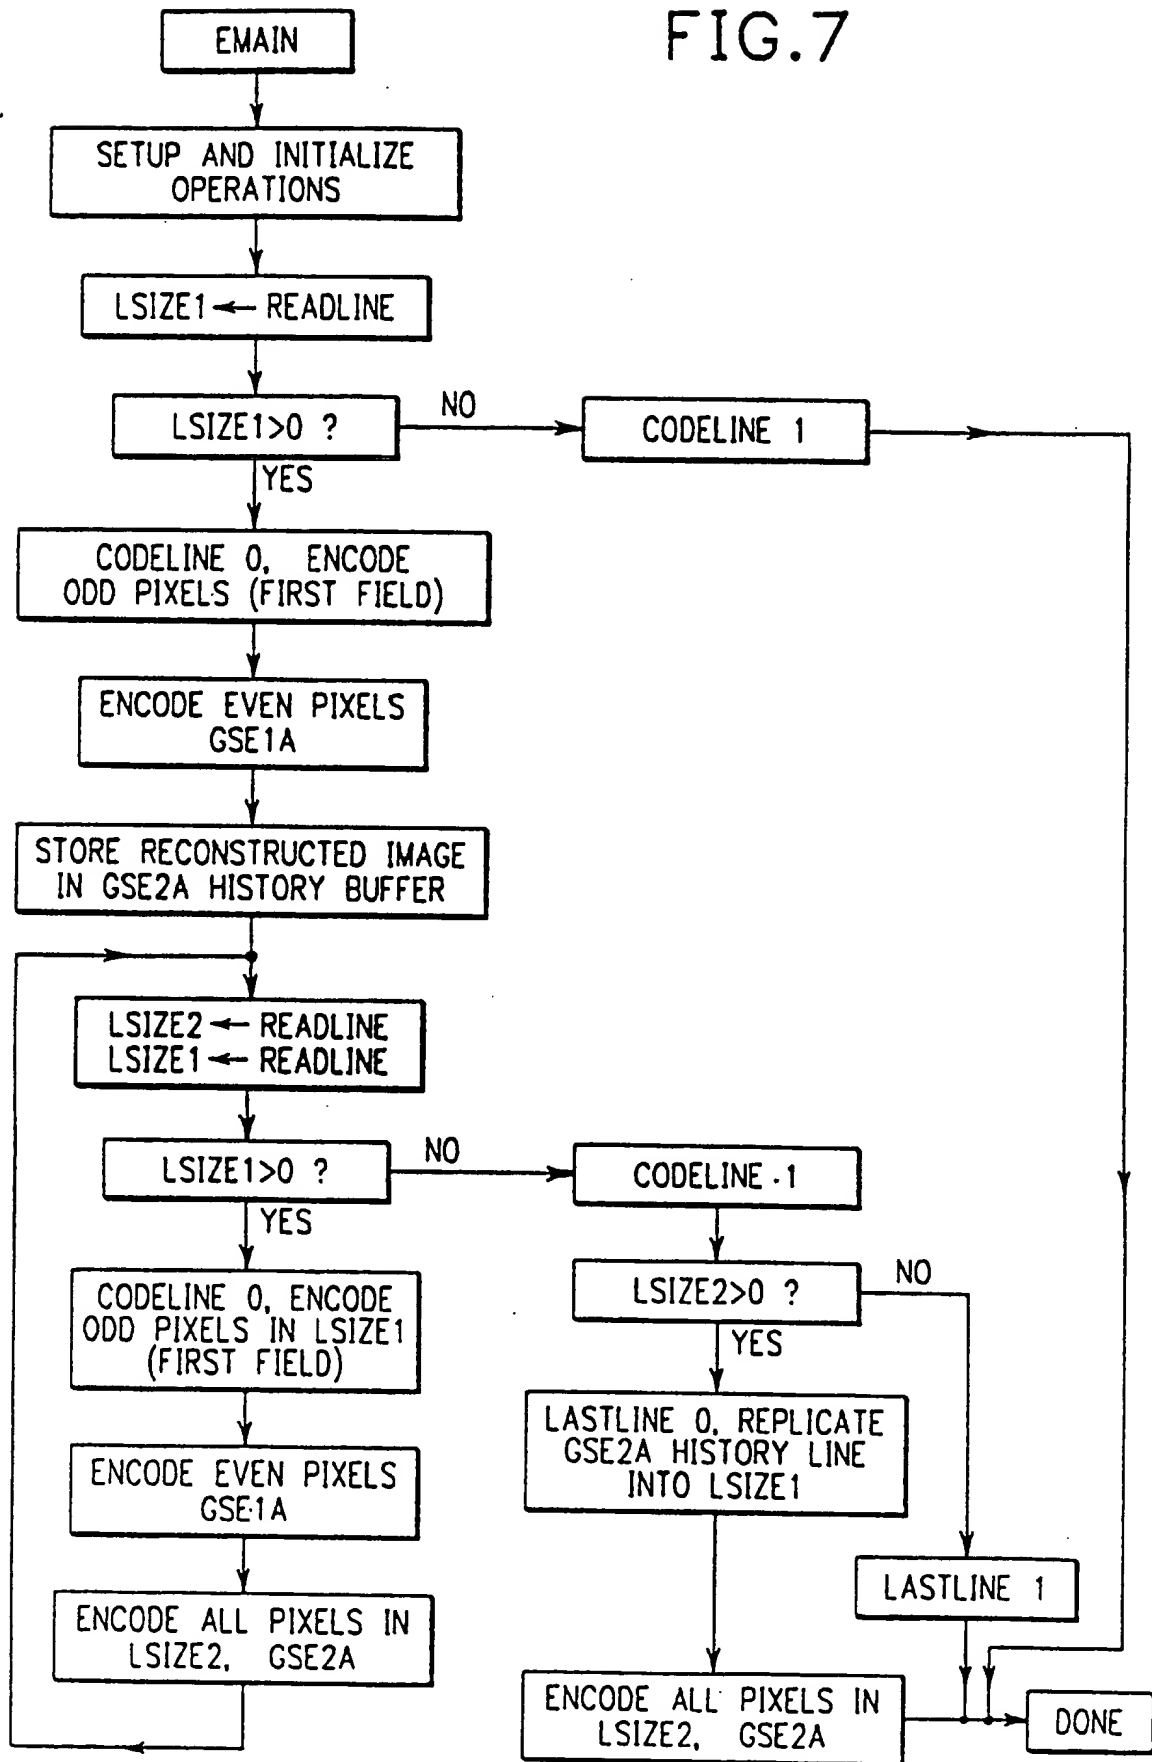 FIG.7
EMAIN
SETUP AND INITIALIZE
OPERATIONS
LSIZE1 ← READLINE
LSIZE1>0 ?
NO
CODELINE 1
YES
CODELINE 0, ENCODE
ODD PIXELS (FIRST FIELD)
ENCODE EVEN PIXELS
GSE1A
STORE RECONSTRUCTED IMAGE
IN GSE2A HISTORY BUFFER
LSIZE2 ← READLINE
LSIZE1 ← READLINE
LSIZE1>0 ?
NO
CODELINE 1
YES
LSIZE2>0 ?
NO
YES
CODELINE 0, ENCODE
ODD PIXELS IN LSIZE1
(FIRST FIELD)
LASTLINE 0, REPLICATE
GSE2A HISTORY LINE
INTO LSIZE1
ENCODE EVEN PIXELS
GSE1A
LASTLINE 1
ENCODE ALL PIXELS IN
LSIZE2, GSE2A
ENCODE ALL PIXELS IN
LSIZE2, GSE2A
DONE